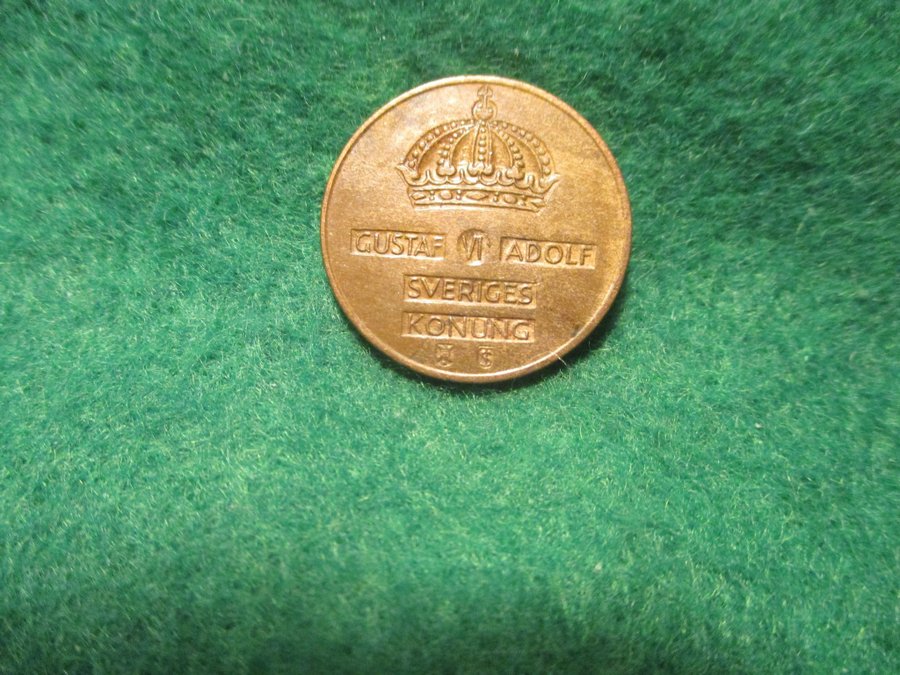 GUSTAF VI ADOLF
SVERIGES
KONUNG